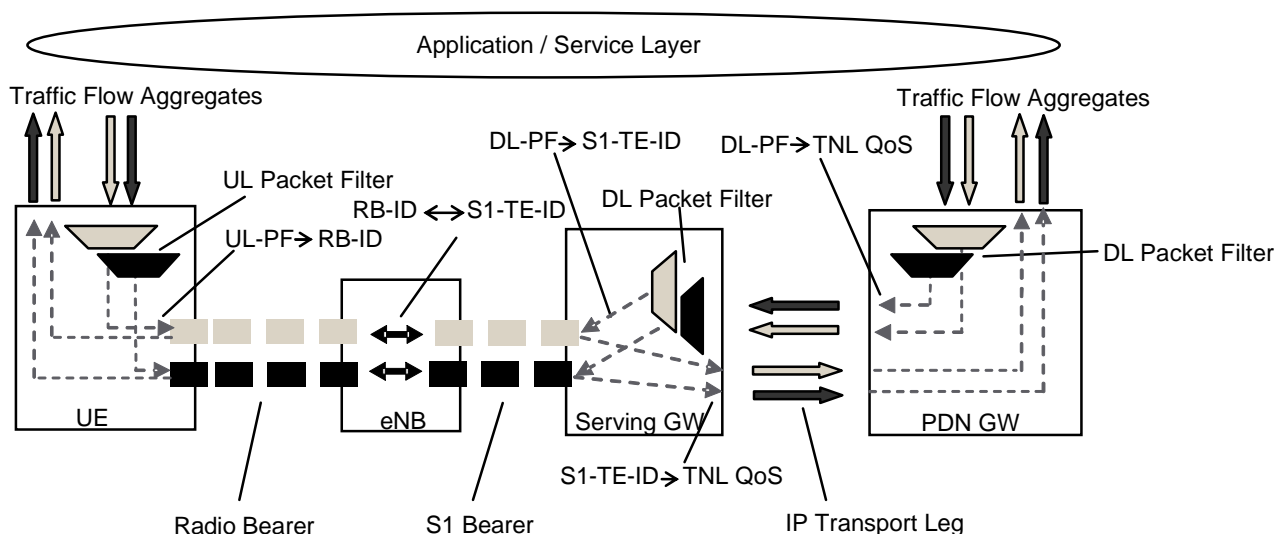 Application / Service Layer
Traffic Flow Aggregates
Traffic Flow Aggregates
DL-PF→S1-TE-ID
DL-PF→TNL QoS
UL Packet Filter
DL Packet Filter
RB-ID ↔S1-TE-ID
UL-PF→RB-ID
DL Packet Filter
UE
eNB
Serving GW
PDN GW
S1-TE-ID→TNL QoS
Radio Bearer
S1 Bearer
IP Transport Leg